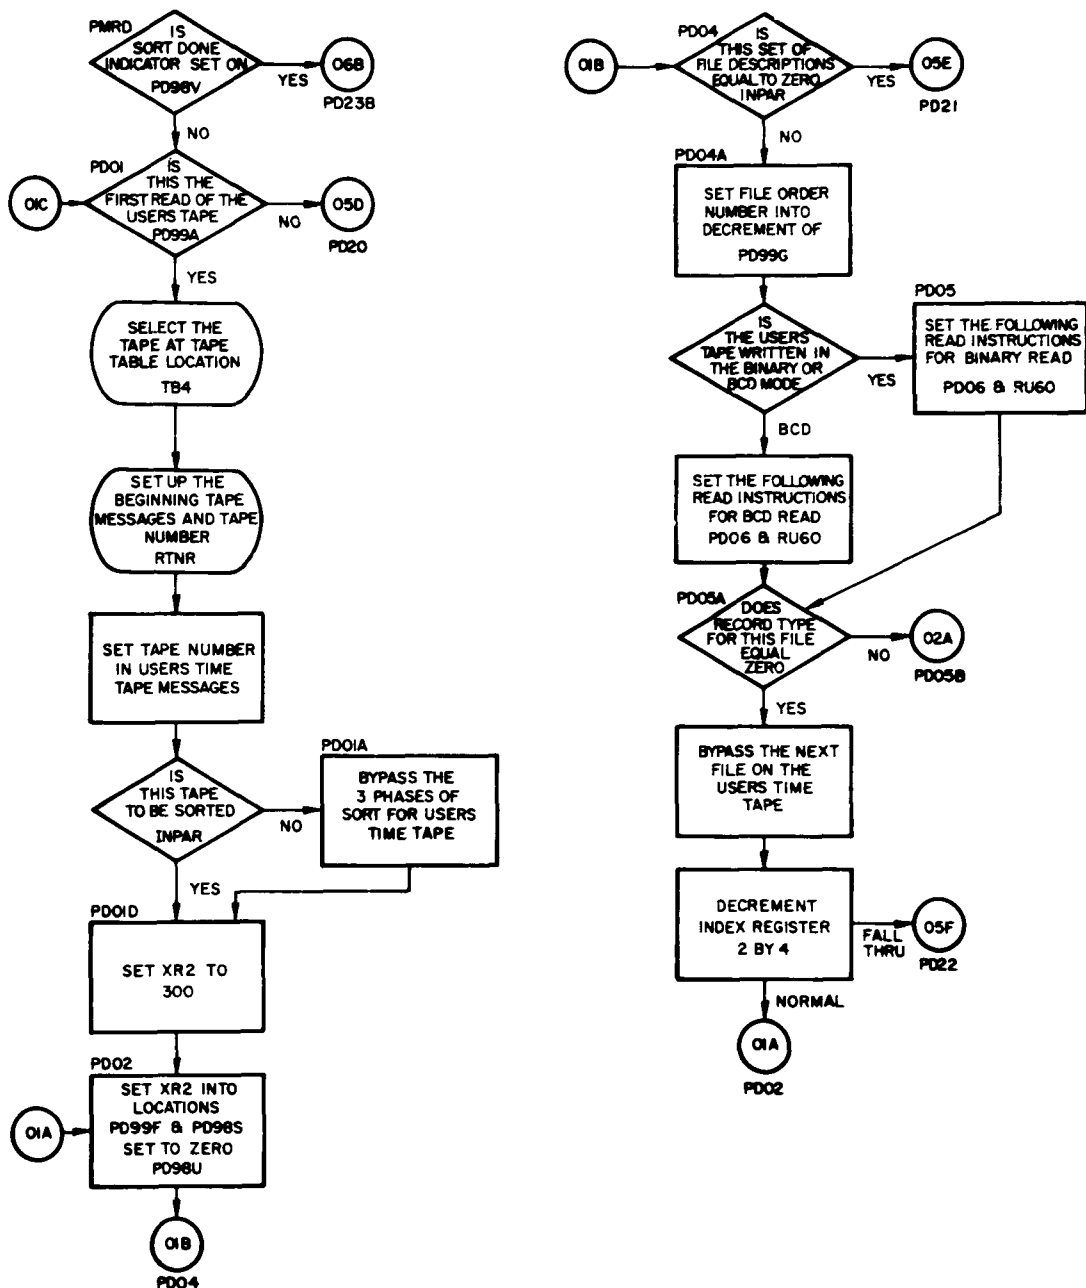 PMRD
IS
SORT DONE
INDICATOR SET ON
PD98V
YES
06B
PD23B
NO
PD01
IS
THIS THE
FIRST READ OF THE
USERS TAPE
PD99A
01C
NO
05D
PD20
YES
SELECT THE
TAPE AT TAPE
TABLE LOCATION
TB4
SET UP THE
BEGINNING TAPE
MESSAGES AND TAPE
NUMBER
RTNR
SET TAPE NUMBER
IN USERS TIME
TAPE MESSAGES
IS
THIS TAPE
TO BE SORTED
INPAR
NO
PD01A
BYPASS THE
3 PHASES OF
SORT FOR USERS
TIME TAPE
YES
PD01D
SET XR2 TO
300
PD02
SET XR2 INTO
LOCATIONS
PD99F & PD98S
SET TO ZERO
PD98U
01A
01B
PD04
01B
PD04
IS
THIS SET OF
FILE DESCRIPTIONS
EQUAL TO ZERO
INPAR
YES
05E
PD21
NO
PD04A
SET FILE ORDER
NUMBER INTO
DECREMENT OF
PD99G
IS
THE USERS
TAPE WRITTEN IN
THE BINARY OR
BCD MODE
YES
PD05
SET THE FOLLOWING
READ INSTRUCTIONS
FOR BINARY READ
PD06 & RU60
BCD
SET THE FOLLOWING
READ INSTRUCTIONS
FOR BCD READ
PD06 & RU60
PD05A
DOES
RECORD TYPE
FOR THIS FILE
EQUAL
ZERO
NO
02A
PD05B
YES
BYPASS THE NEXT
FILE ON THE
USERS TIME
TAPE
DECREMENT
INDEX REGISTER
2 BY 4
FALL
THRU
05F
PD22
NORMAL
01A
PD02